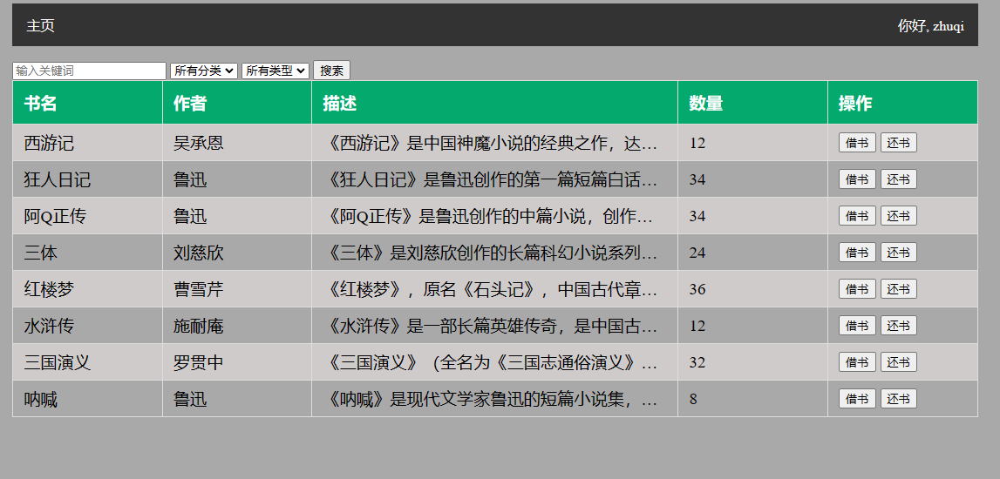 主页 你好, zhuqi
输入关键词 所有分类 所有类型 搜索
书名 作者 描述 数量 操作
西游记 吴承恩 《西游记》是中国神魔小说的经典之作，达… 12 借书 还书
狂人日记 鲁迅 《狂人日记》是鲁迅创作的第一篇短篇白话… 34 借书 还书
阿Q正传 鲁迅 《阿Q正传》是鲁迅创作的中篇小说，创作… 34 借书 还书
三体 刘慈欣 《三体》是刘慈欣创作的长篇科幻小说系列… 24 借书 还书
红楼梦 曹雪芹 《红楼梦》，原名《石头记》，中国古代章… 36 借书 还书
水浒传 施耐庵 《水浒传》是一部长篇英雄传奇，是中国古… 12 借书 还书
三国演义 罗贯中 《三国演义》（全名为《三国志通俗演义》… 32 借书 还书
呐喊 鲁迅 《呐喊》是现代文学家鲁迅的短篇小说集，… 8 借书 还书